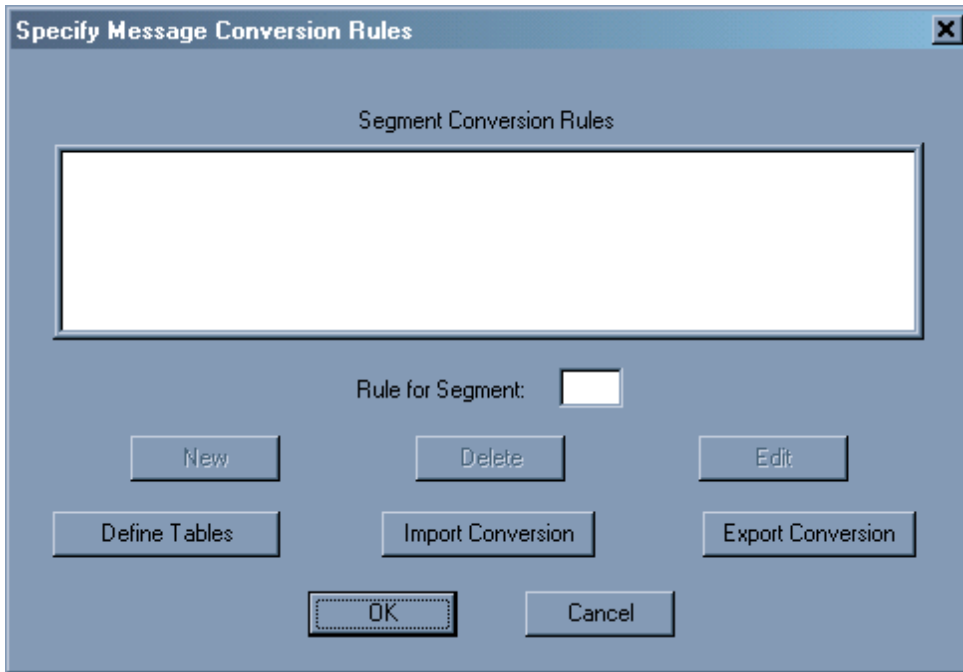 Specify Message Conversion Rules
Segment Conversion Rules
Rule for Segment:
New Delete Edit
Define Tables Import Conversion Export Conversion
OK Cancel